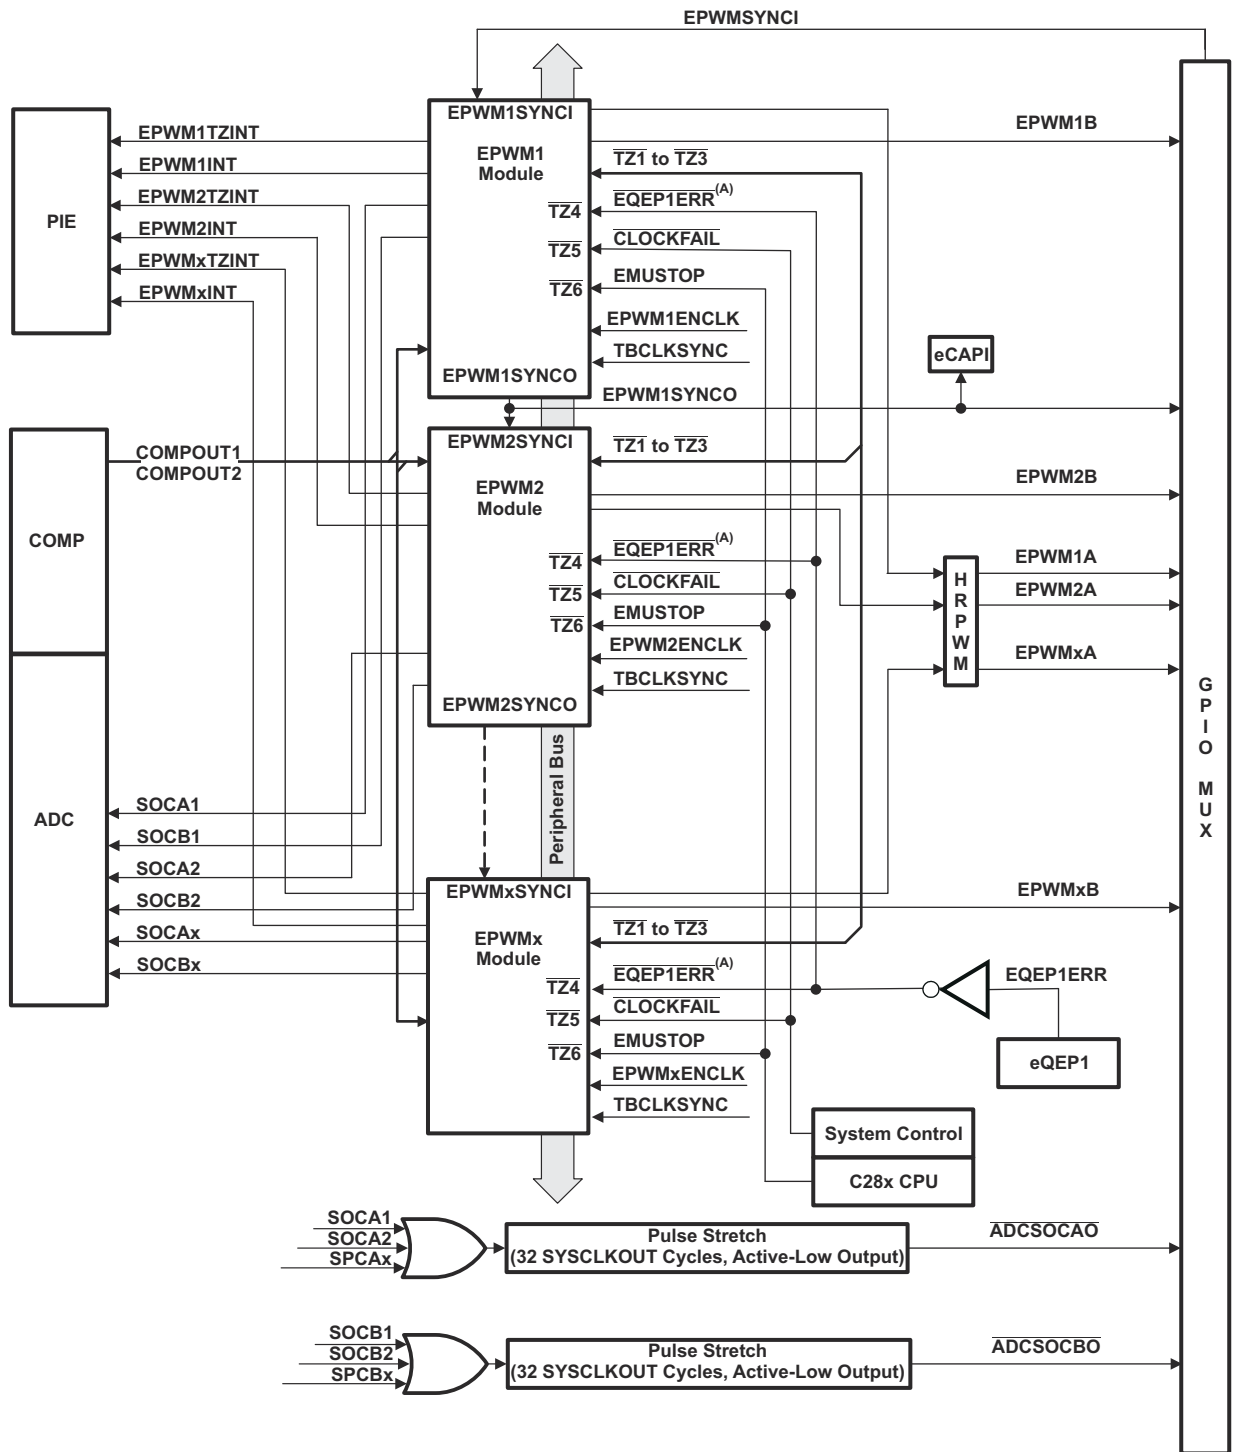 EPWMSYNCI
EPWM1SYNCI
EPWM1B
EPWM1TZINT
EPWM1
Module
TZ1 to TZ3
EPWM1INT
EPWM2TZINT
EQEP1ERR(A)
TZ4
PIE
EPWM2INT
CLOCKFAIL
TZ5
EPWMxTZINT
EMUSTOP
TZ6
EPWMxINT
EPWM1ENCLK
TBCLKSYNC
eCAPI
EPWM1SYNCO
EPWM1SYNCO
EPWM2SYNCI
TZ1 to TZ3
COMPOUT1
COMPOUT2
EPWM2
Module
EPWM2B
COMP
EQEP1ERR(A)
TZ4
EPWM1A
CLOCKFAIL
TZ5
EPWM2A
HRPWM
EMUSTOP
TZ6
EPWM2ENCLK
EPWMxA
TBCLKSYNC
EPWM2SYNCO
GPIO MUX
Peripheral Bus
SOCA1
ADC
SOCB1
SOCA2
SOCB2
EPWMxSYNCI
EPWMxB
SOCAx
EPWMx
Module
TZ1 to TZ3
SOCBx
EQEP1ERR(A)
TZ4
EQEP1ERR
CLOCKFAIL
TZ5
EMUSTOP
TZ6
eQEP1
EPWMxENCLK
TBCLKSYNC
System Control
C28x CPU
SOCA1
SOCA2
SPCAx
Pulse Stretch
(32 SYSCLKOUT Cycles, Active-Low Output)
ADCSOCAO
SOCB1
SOCB2
SPCBx
Pulse Stretch
(32 SYSCLKOUT Cycles, Active-Low Output)
ADCSOCBO